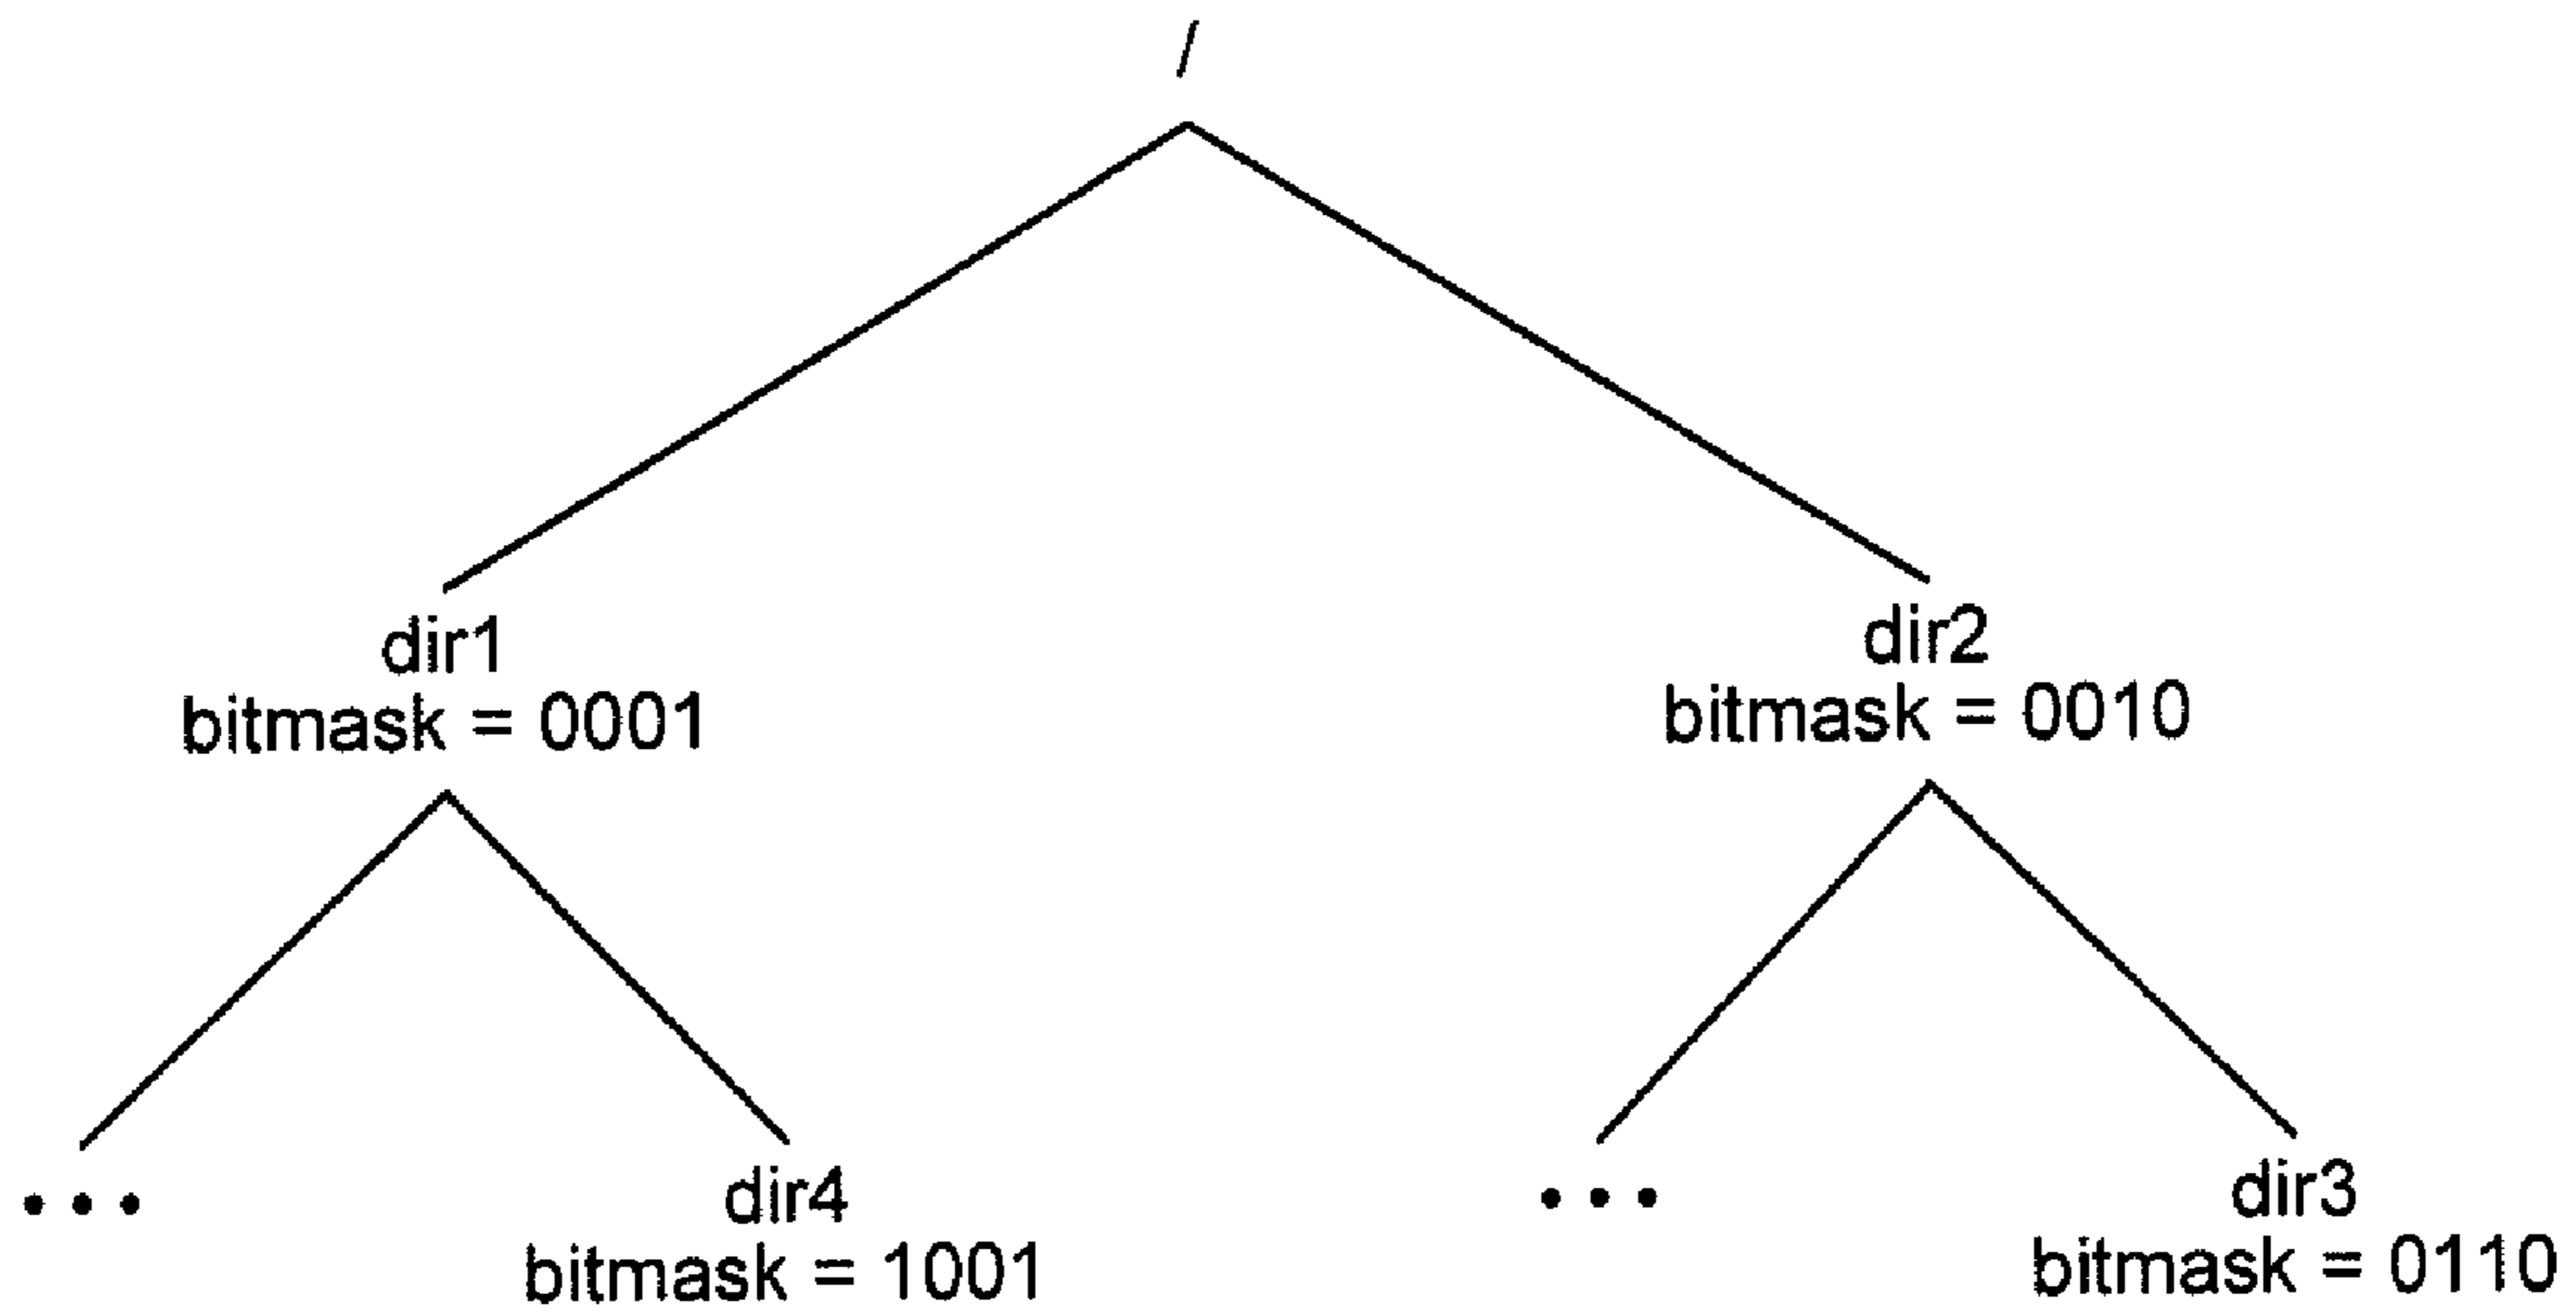 /
dir1
bitmask = 0001
dir2
bitmask = 0010
...
dir4
bitmask = 1001
...
dir3
bitmask = 0110